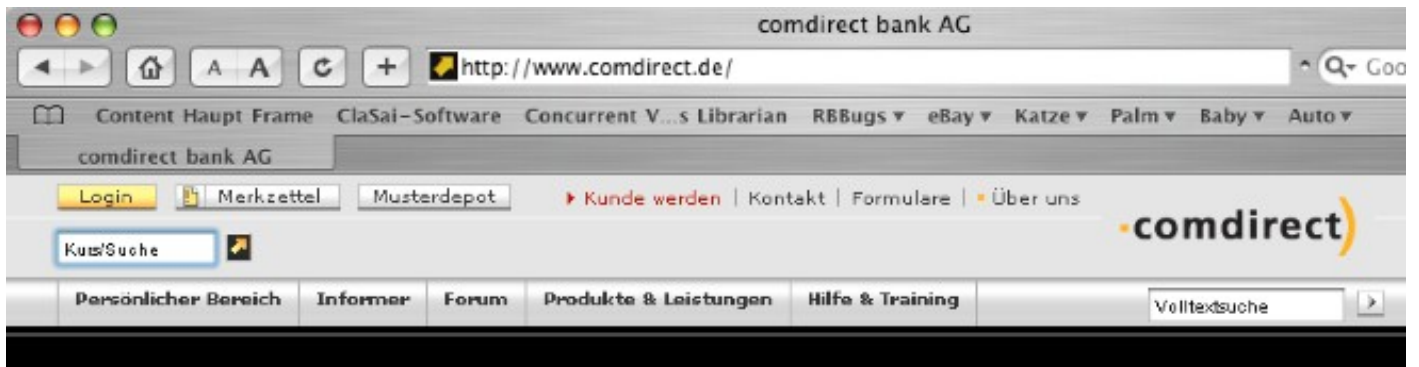 comdirect bank AG
A A + http://www.comdirect.de/ Goo
Content Haupt Frame ClaSai-Software Concurrent V...s Librarian RBBugs eBay Katze Palm Baby Auto
comdirect bank AG
Login Merkzettel Musterdepot Kunde werden | Kontakt | Formulare | Über uns
comdirect
Kurs/Suche
Persönlicher Bereich Informer Forum Produkte & Leistungen Hilfe & Training Volltextsuche